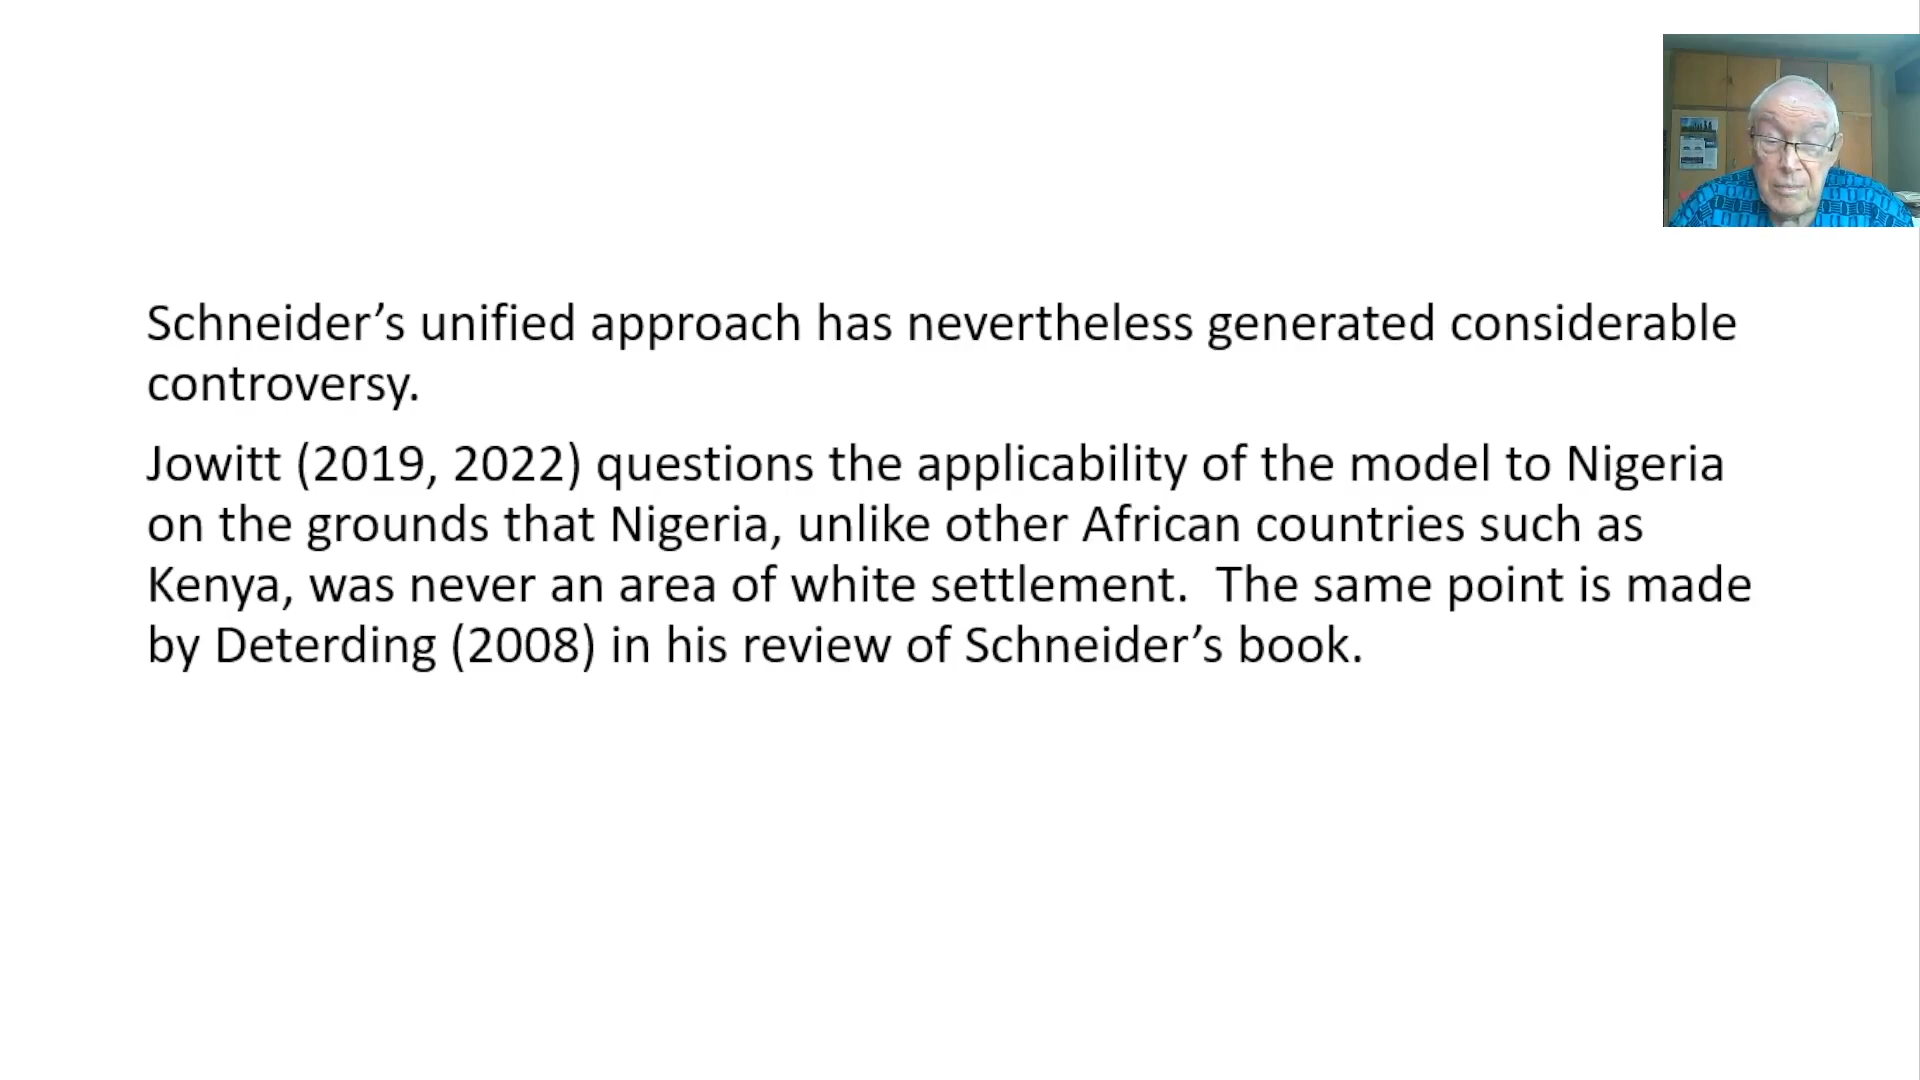 Schneider’s unified approach has nevertheless generated considerable
controversy.
Jowitt (2019, 2022) questions the applicability of the model to Nigeria
on the grounds that Nigeria, unlike other African countries such as
Kenya, was never an area of white settlement.  The same point is made
by Deterding (2008) in his review of Schneider’s book.